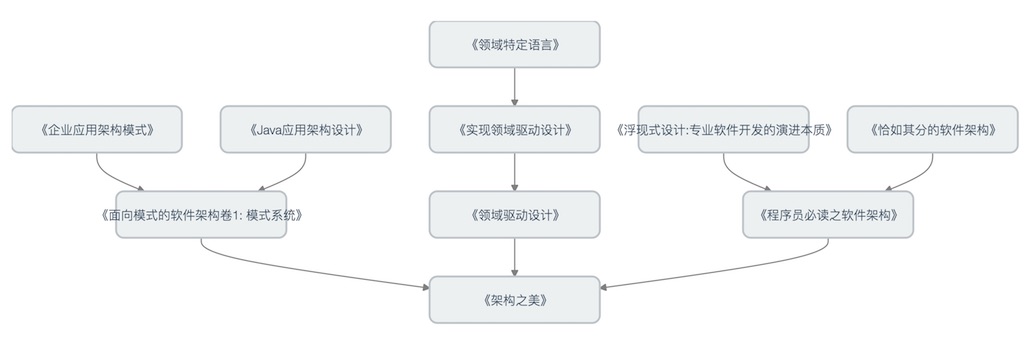 《领域特定语言》
《企业应用架构模式》
《Java应用架构设计》
《实现领域驱动设计》
《浮现式设计:专业软件开发的演进本质》
《恰如其分的软件架构》
《面向模式的软件架构卷1: 模式系统》
《领域驱动设计》
《程序员必读之软件架构》
《架构之美》